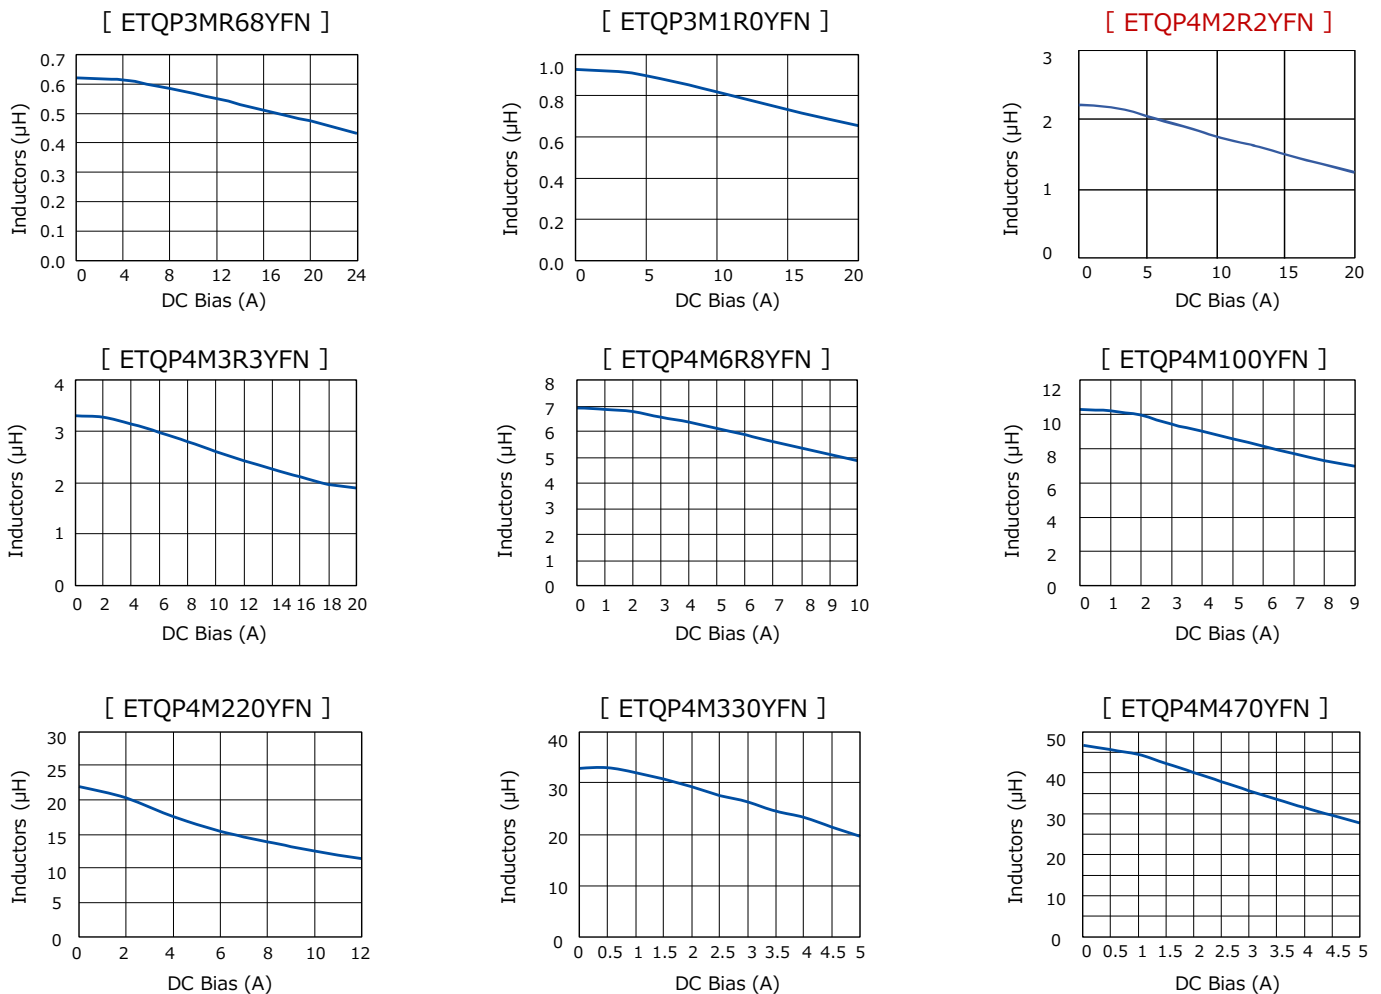 [ ETQP3MR68YFN ]
0.7
0.6
0.5
0.4
0.3
0.2
0.1
0.0
Inductors (μH)
0 4 8 12 16 20 24
DC Bias (A)
[ ETQP3M1R0YFN ]
1.0
0.8
0.6
0.4
0.2
0.0
Inductors (μH)
0 5 10 15 20
DC Bias (A)
[ ETQP4M2R2YFN ]
3
2
1
0
Inductors (μH)
0 5 10 15 20
DC Bias (A)
[ ETQP4M3R3YFN ]
4
3
2
1
0
Inductors (μH)
0 2 4 6 8 10 12 14 16 18 20
DC Bias (A)
[ ETQP4M6R8YFN ]
8
7
6
5
4
3
2
1
0
Inductors (μH)
0 1 2 3 4 5 6 7 8 9 10
DC Bias (A)
[ ETQP4M100YFN ]
12
10
8
6
4
2
0
Inductors (μH)
0 1 2 3 4 5 6 7 8 9
DC Bias (A)
[ ETQP4M220YFN ]
30
25
20
15
10
5
0
Inductors (μH)
0 2 4 6 8 10 12
DC Bias (A)
[ ETQP4M330YFN ]
40
30
20
10
0
Inductors (μH)
0 0.5 1 1.5 2 2.5 3 3.5 4 4.5 5
DC Bias (A)
[ ETQP4M470YFN ]
50
40
30
20
10
0
Inductors (μH)
0 0.5 1 1.5 2 2.5 3 3.5 4 4.5 5
DC Bias (A)